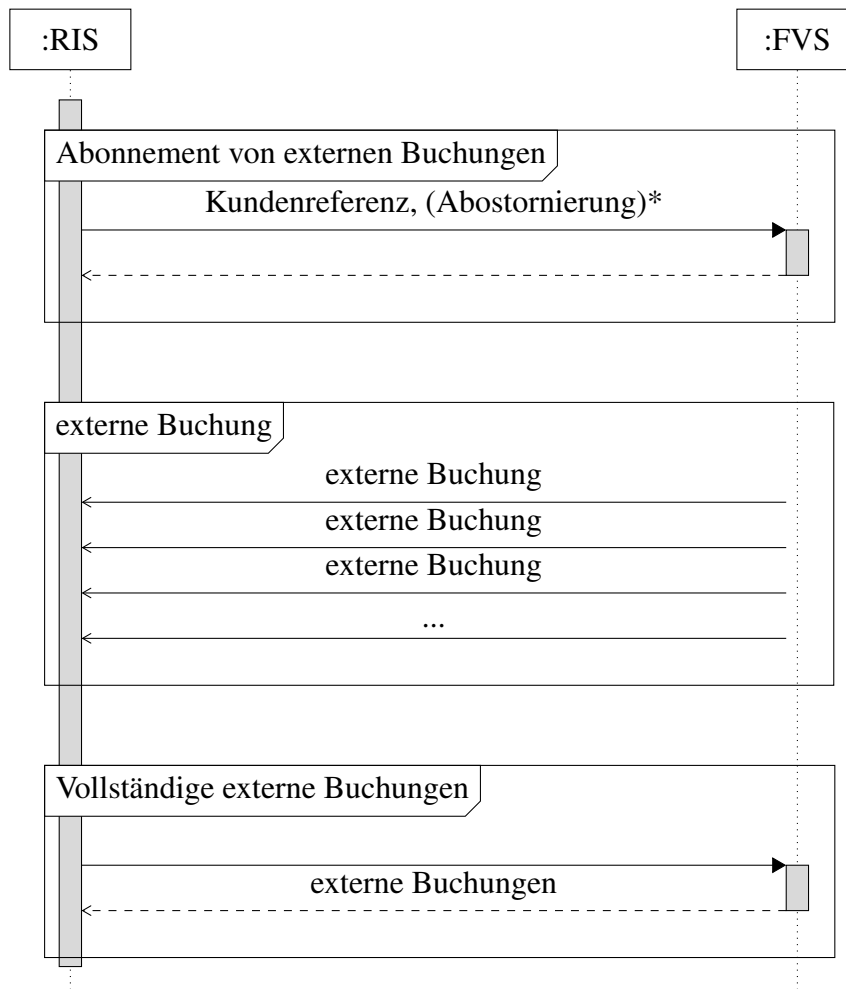 :RIS
:FVS
Abonnement von externen Buchungen
Kundenreferenz, (Abostornierung)*
externe Buchung
externe Buchung
externe Buchung
externe Buchung
...
Vollständige externe Buchungen
externe Buchungen